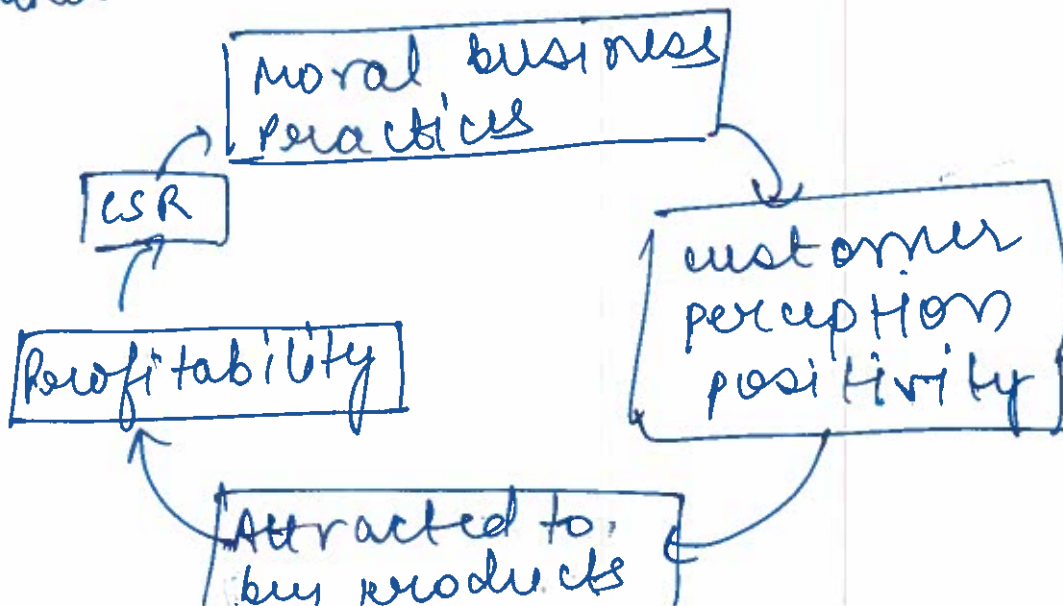 Moral business
Practices
CSR
customer
perception
positivity
Profitability
Attracted to
buy products